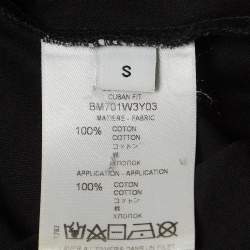 S
CUBAN FIT
BM701W3Y03
MATIERE - FABRIC
100% COTON
COTTON
コットン
棉
ХЛОПОК
APPLICATION - APPLICATION
100% COTON
COTTON
コットン
棉
ХЛОПОК